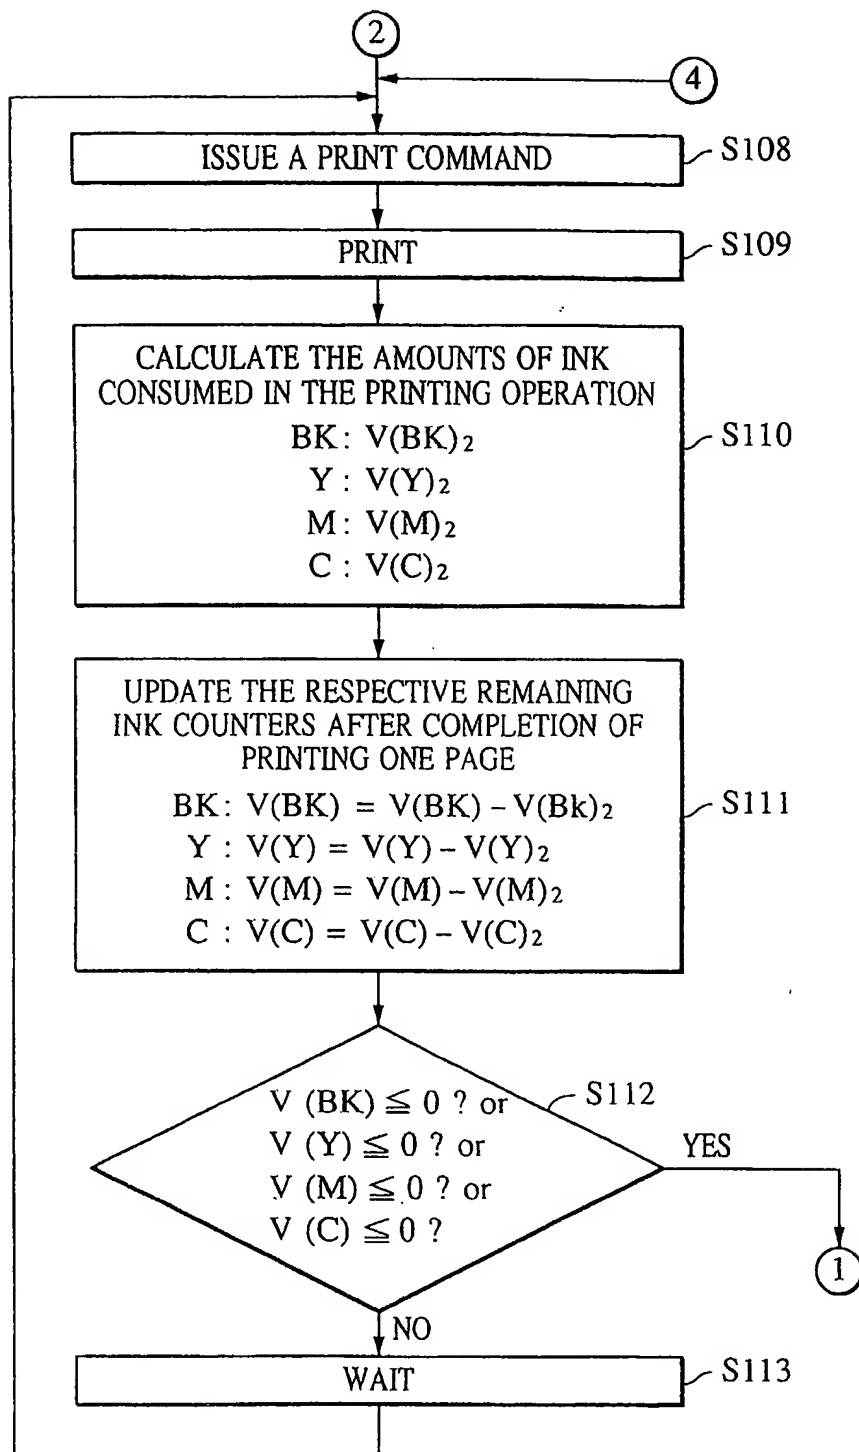 2
4
ISSUE A PRINT COMMAND
S108
PRINT
S109
CALCULATE THE AMOUNTS OF INK
CONSUMED IN THE PRINTING OPERATION
BK : V(BK)₂
Y : V(Y)₂
M : V(M)₂
C : V(C)₂
S110
UPDATE THE RESPECTIVE REMAINING
INK COUNTERS AFTER COMPLETION OF
PRINTING ONE PAGE
BK : V(BK) = V(BK) – V(Bk)₂
Y : V(Y) = V(Y) – V(Y)₂
M : V(M) = V(M) – V(M)₂
C : V(C) = V(C) – V(C)₂
S111
V (BK) ≦ 0 ? or
V (Y) ≦ 0 ? or
V (M) ≦ 0 ? or
V (C) ≦ 0 ?
S112
YES
1
NO
WAIT
S113